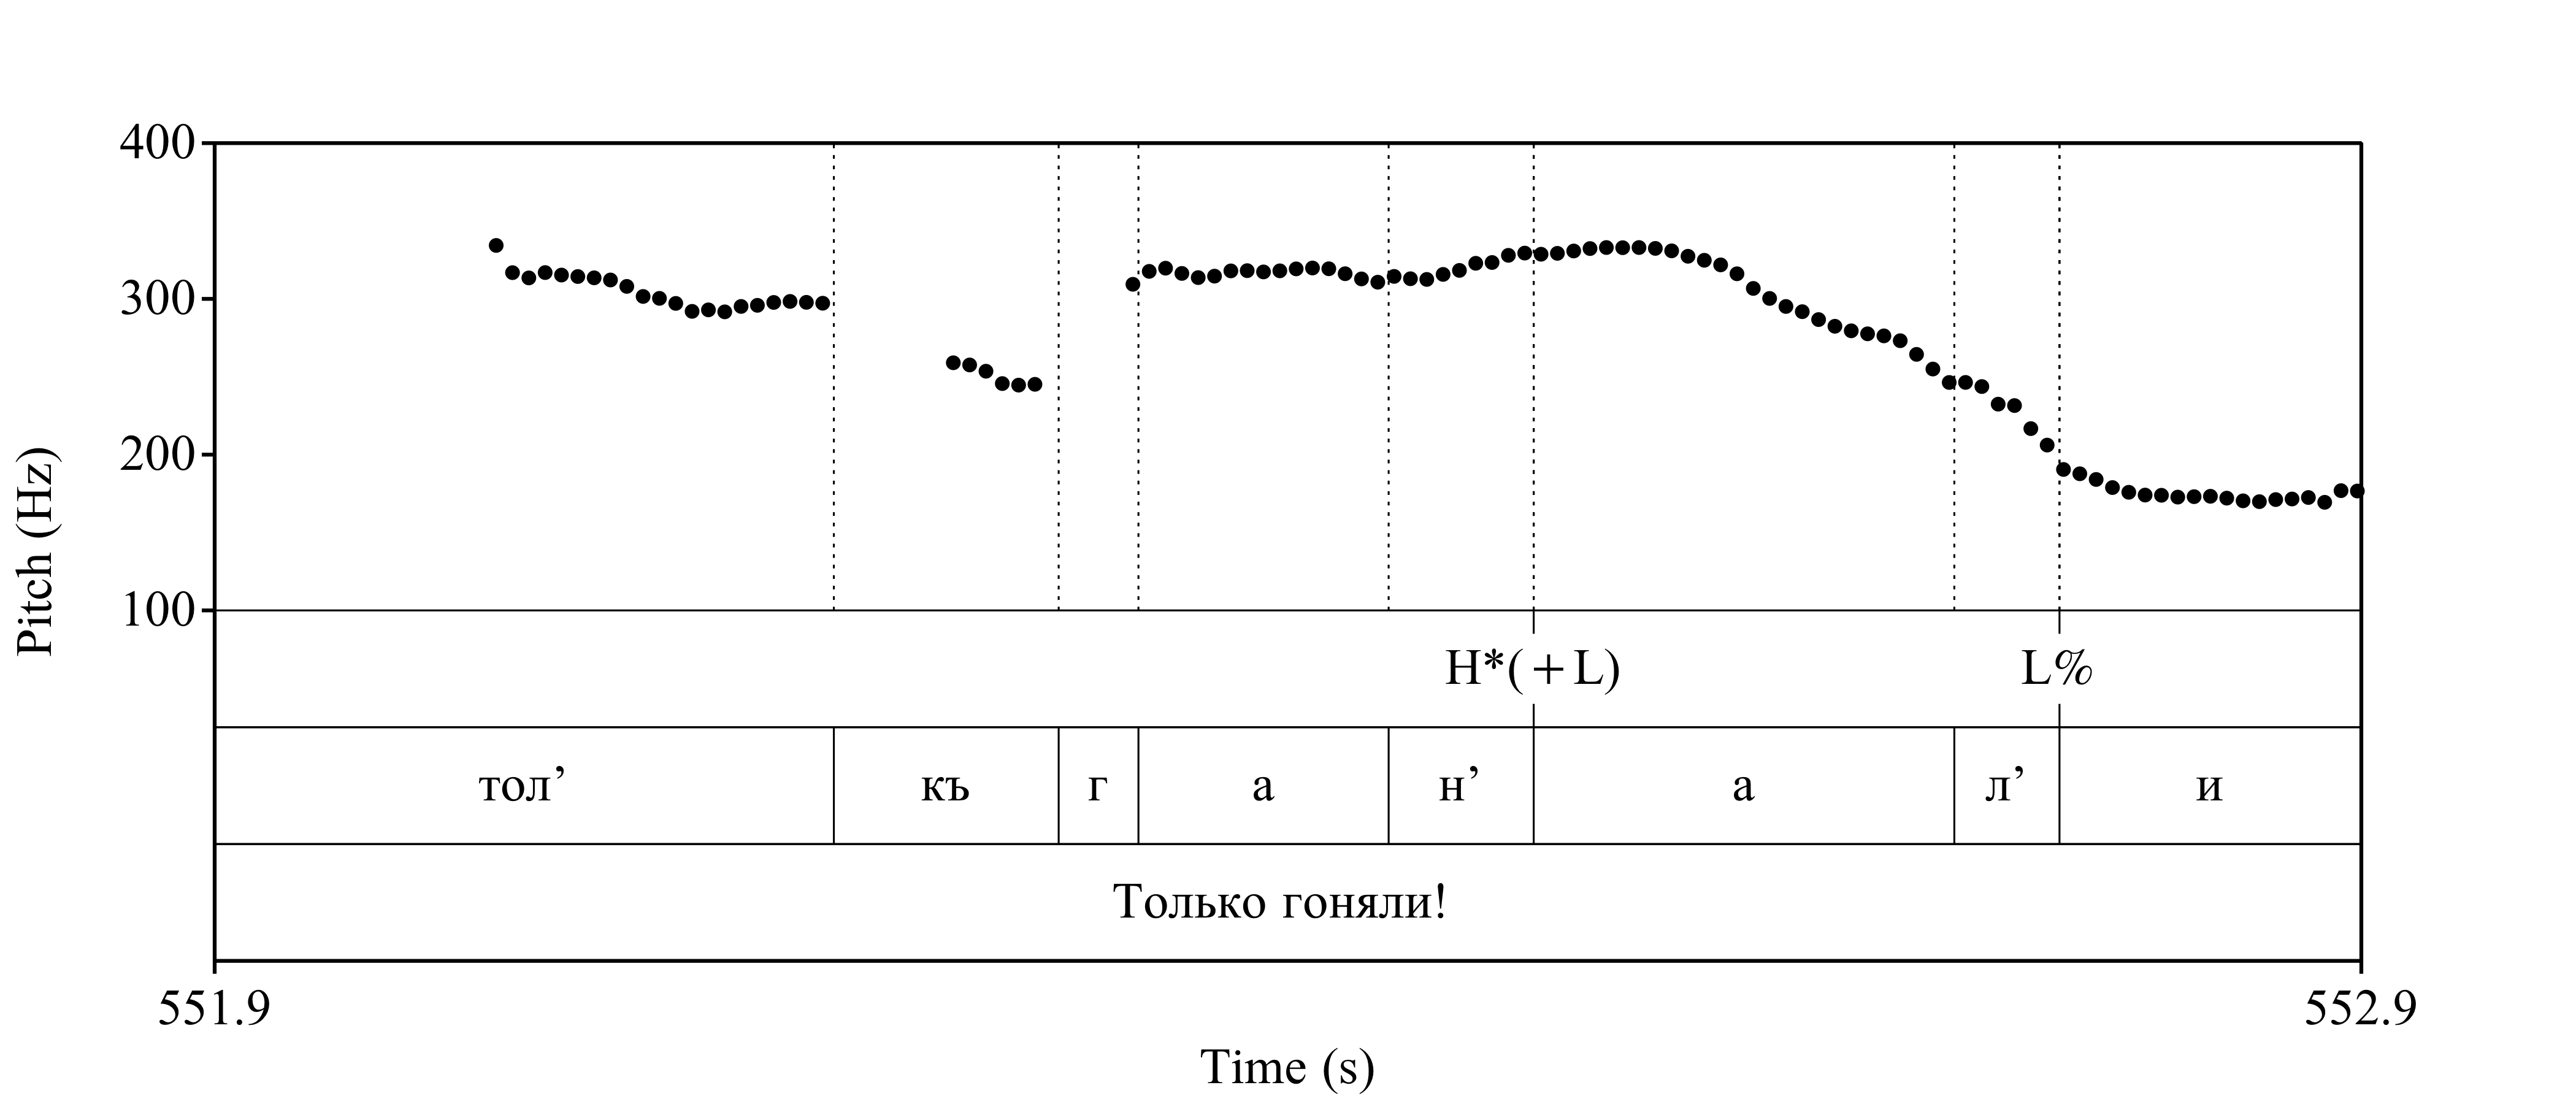 400
300
200
100
Pitch (Hz)
H*(+L) L%
тол’ къ г а н’ а л’ и
Только гоняли!
551.9 552.9
Time (s)